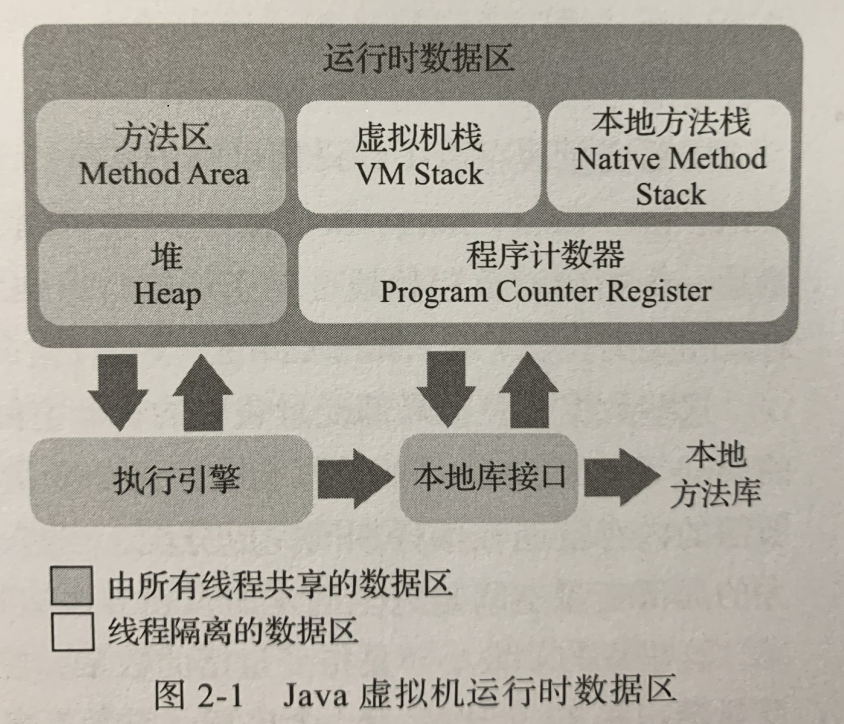 运行时数据区
方法区
Method Area
虚拟机栈
VM Stack
本地方法栈
Native Method
Stack
堆
Heap
程序计数器
Program Counter Register
执行引擎
本地库接口
本地
方法库
由所有线程共享的数据区
线程隔离的数据区
图 2-1 Java 虚拟机运行时数据区